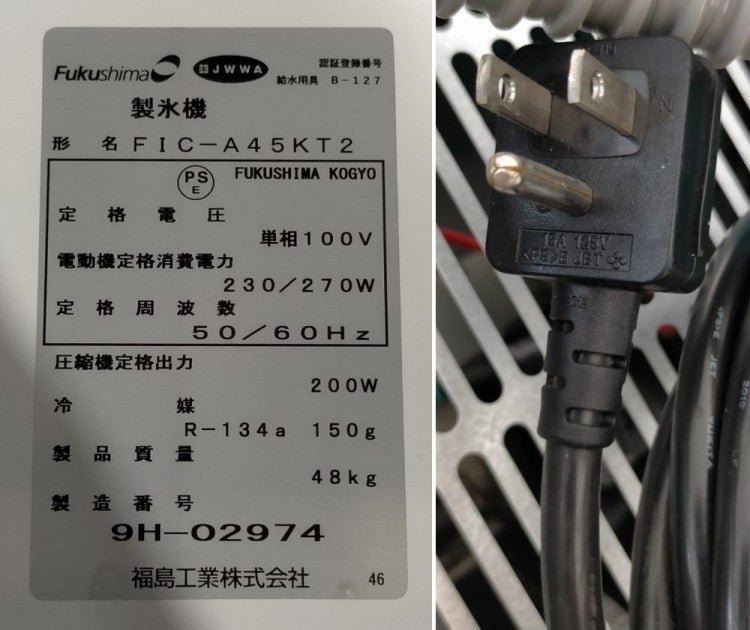 Fukushima JWWA 認証登録番号
給水用具 B-127
製氷機
形名 FIC-A45KT2
PS E FUKUSHIMA KOGYO
定格電圧
単相100V
電動機定格消費電力
230/270W
定格周波数
50/60Hz
圧縮機定格出力
200W
冷媒
R-134a 150g
製品質量
48kg
製造番号
9H-02974
福島工業株式会社 46
N
15A 125V
<PS>E JET